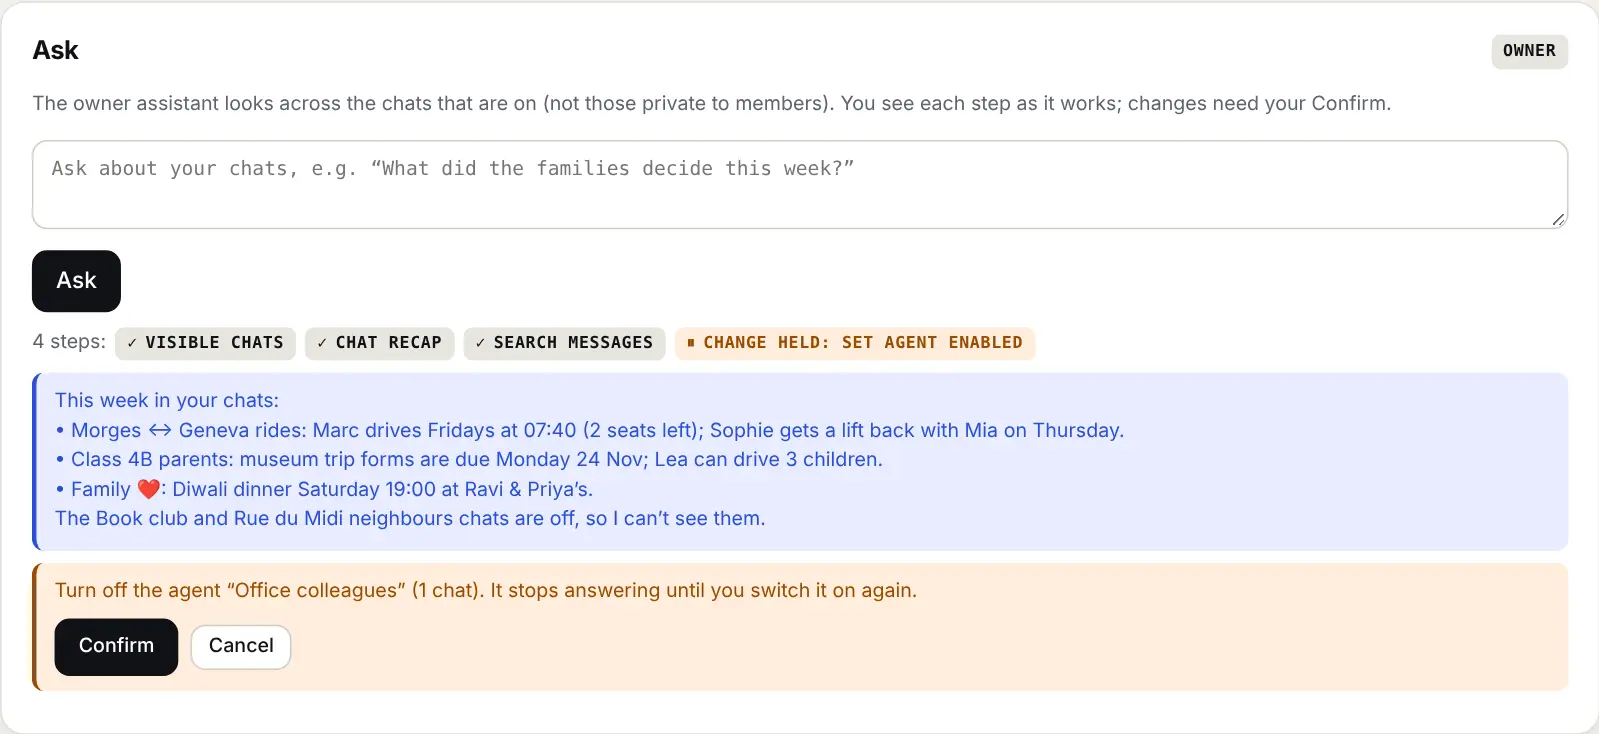 Ask
OWNER
The owner assistant looks across the chats that are on (not those private to members). You see each step as it works; changes need your Confirm.
Ask about your chats, e.g. “What did the families decide this week?”
Ask
4 steps: ✓ VISIBLE CHATS ✓ CHAT RECAP ✓ SEARCH MESSAGES ⏸ CHANGE HELD: SET AGENT ENABLED
This week in your chats:
• Morges ↔ Geneva rides: Marc drives Fridays at 07:40 (2 seats left); Sophie gets a lift back with Mia on Thursday.
• Class 4B parents: museum trip forms are due Monday 24 Nov; Lea can drive 3 children.
• Family ❤️: Diwali dinner Saturday 19:00 at Ravi & Priya’s.
The Book club and Rue du Midi neighbours chats are off, so I can’t see them.
Turn off the agent “Office colleagues” (1 chat). It stops answering until you switch it on again.
Confirm Cancel